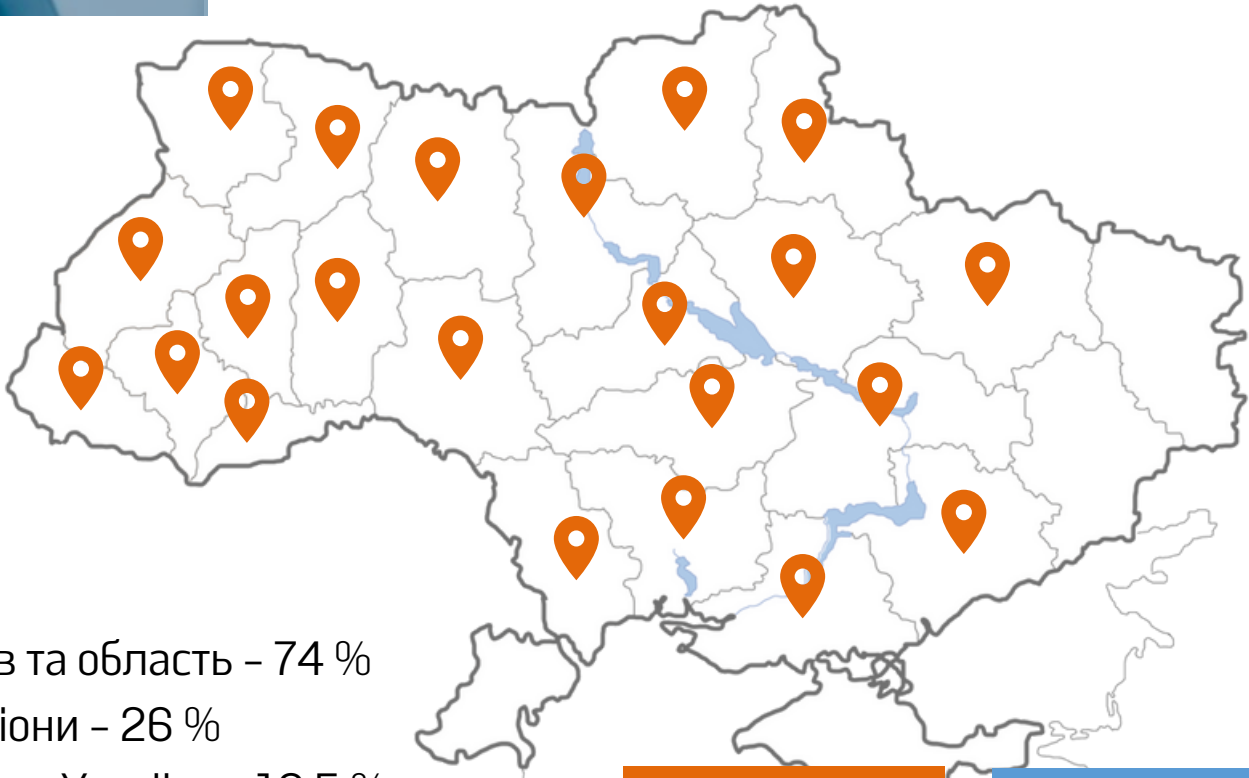 в та область – 74 %
іони – 26 %